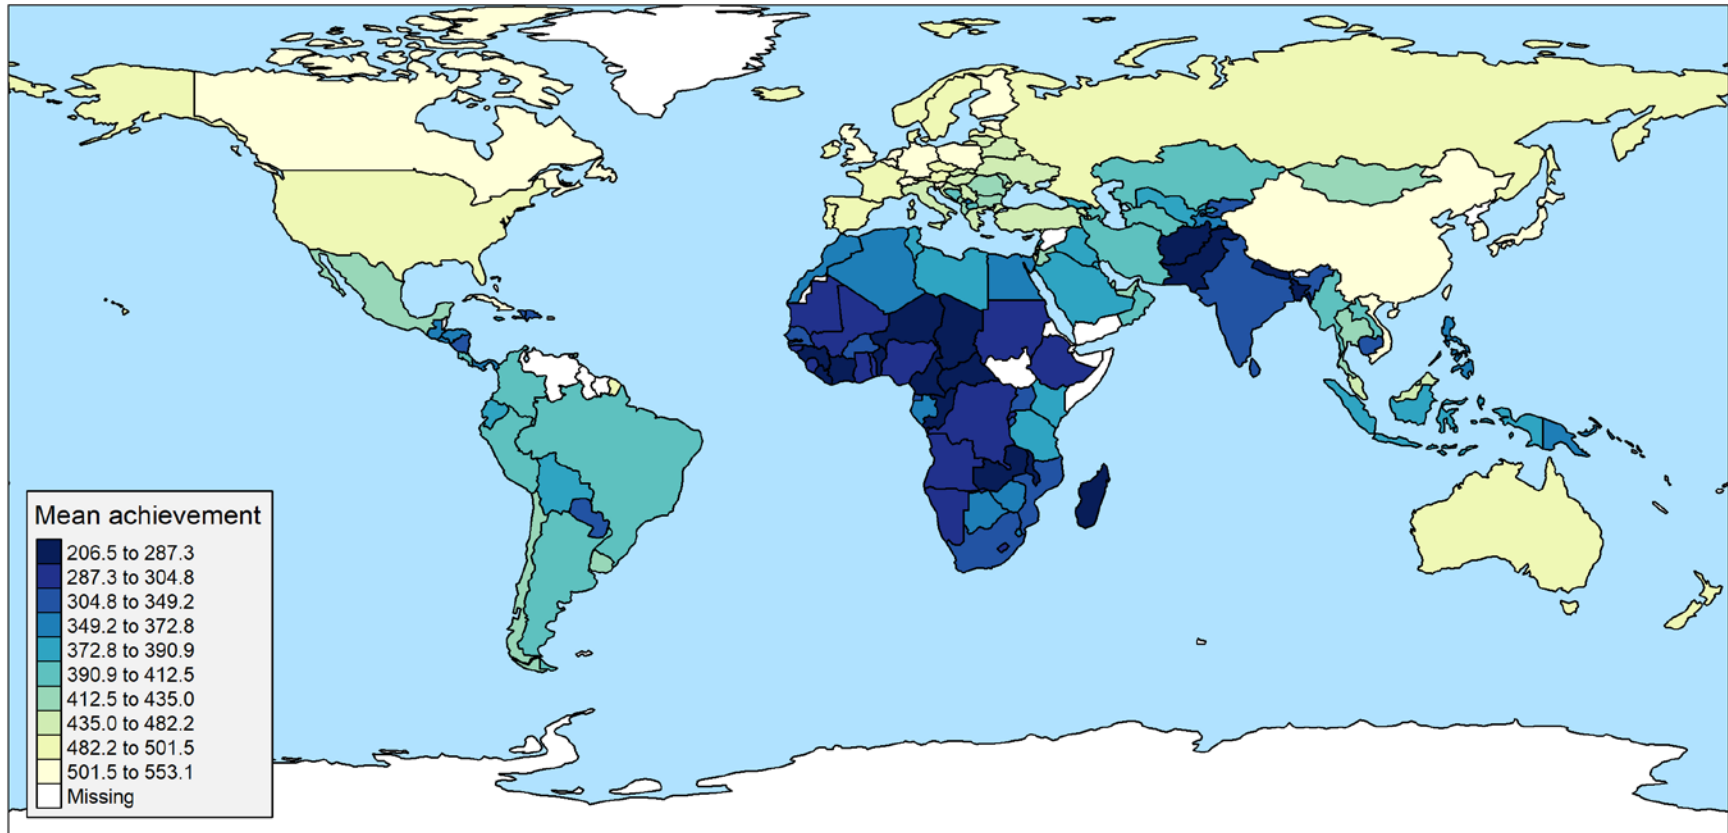 Mean achievement
206.5 to 287.3
287.3 to 304.8
304.8 to 349.2
349.2 to 372.8
372.8 to 390.9
390.9 to 412.5
412.5 to 435.0
435.0 to 482.2
482.2 to 501.5
501.5 to 553.1
Missing